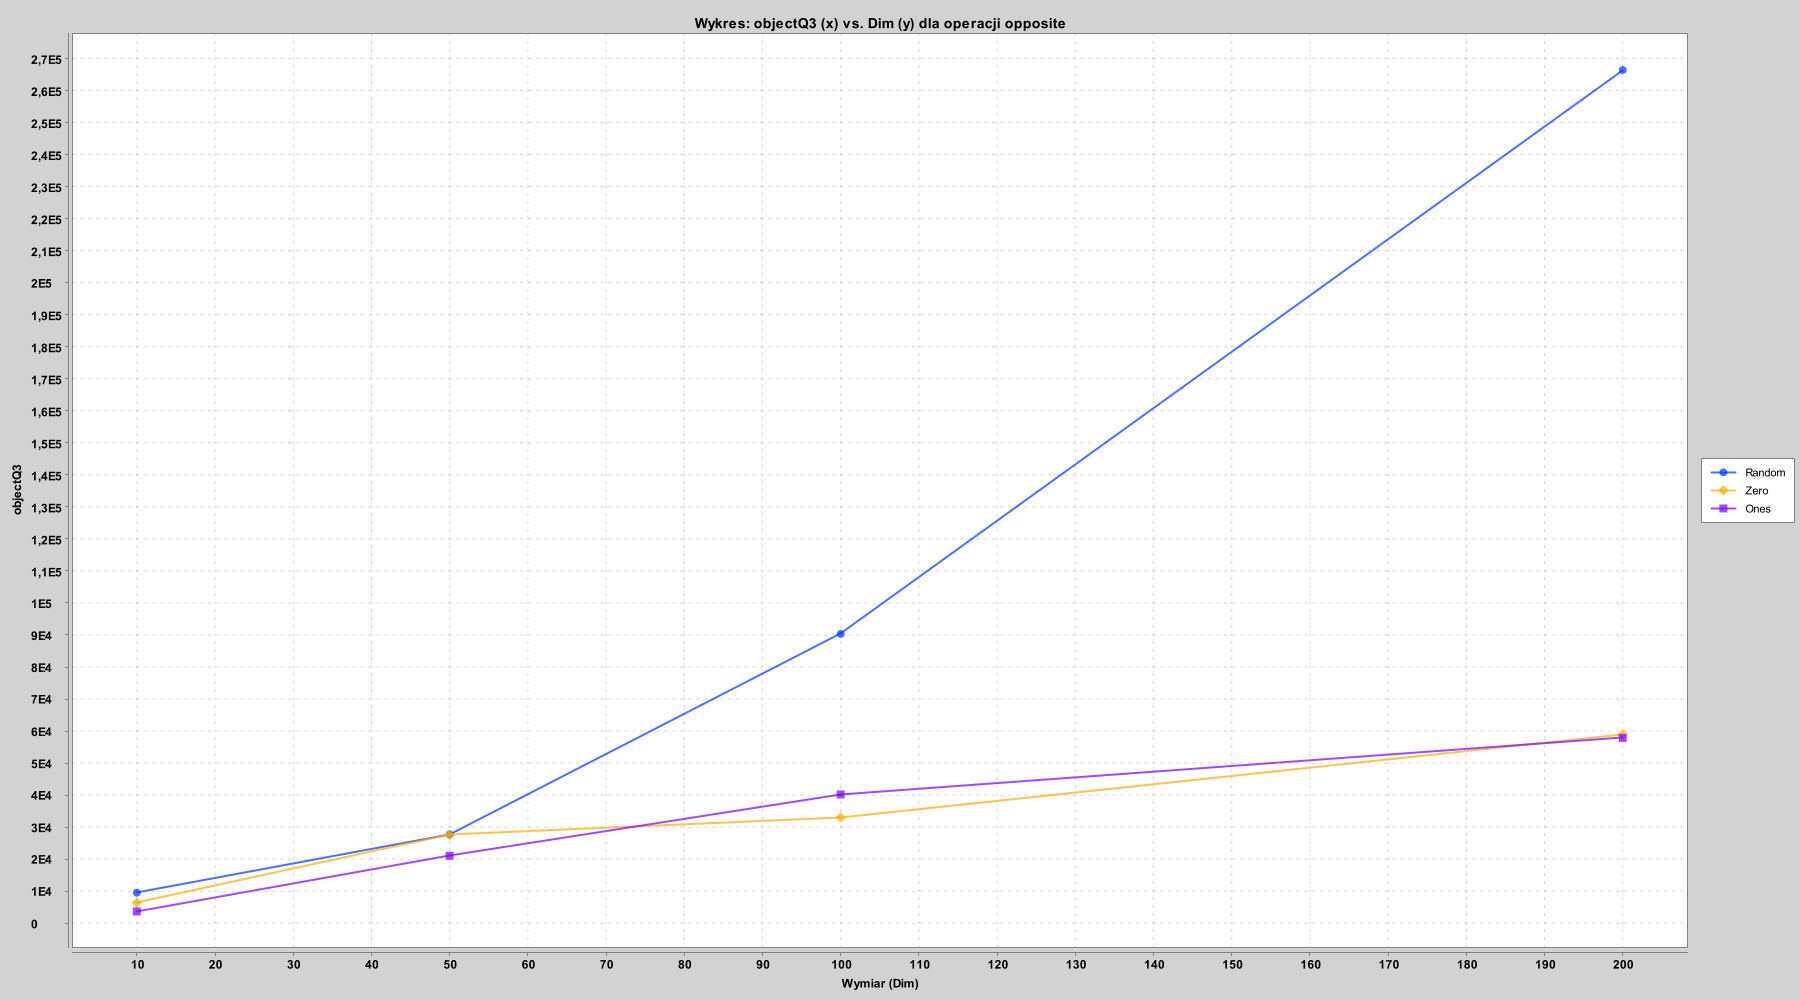 Wykres: objectQ3 (x) vs. Dim (y) dla operacji opposite
2,7E5
2,6E5
2,5E5
2,4E5
2,3E5
2,2E5
2,1E5
2E5
1,9E5
1,8E5
1,7E5
1,6E5
1,5E5
1,4E5
1,3E5
1,2E5
1,1E5
1E5
9E4
8E4
7E4
6E4
5E4
4E4
3E4
2E4
1E4
0
objectQ3
10 20 30 40 50 60 70 80 90 100 110 120 130 140 150 160 170 180 190 200
Wymiar (Dim)
Random
Zero
Ones